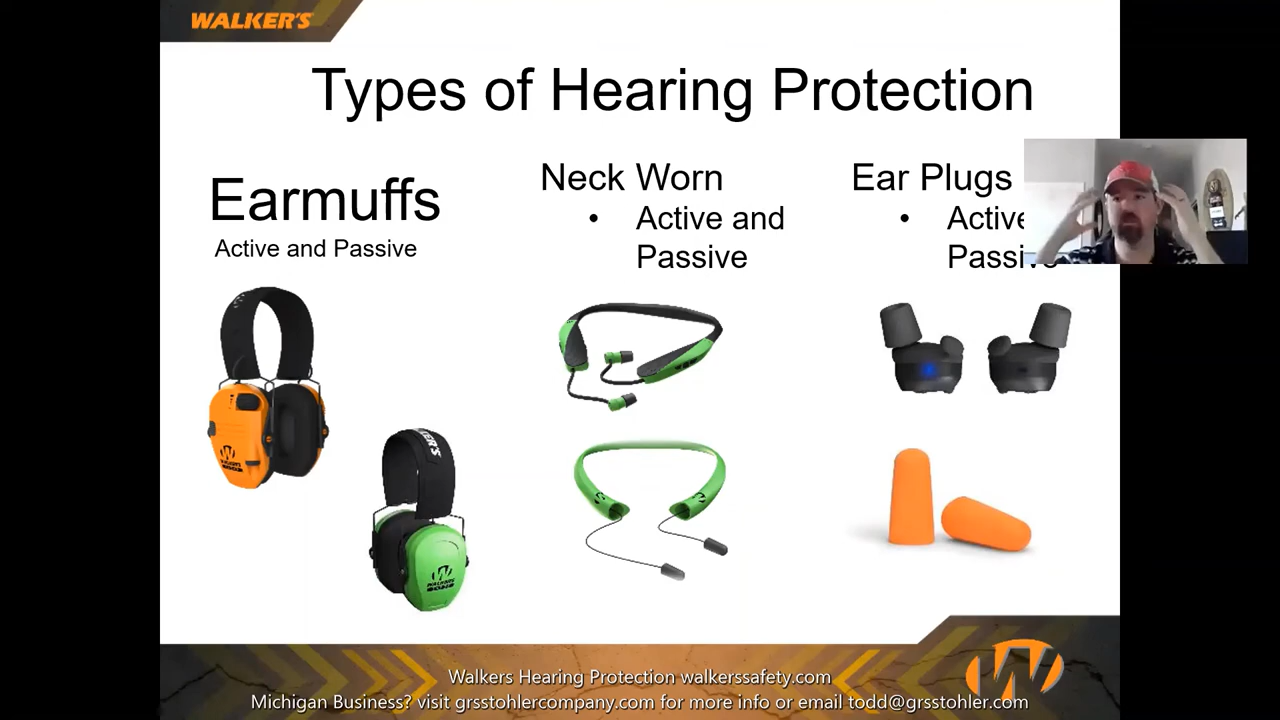 WALKER'S
Types of Hearing Protection
Earmuffs
Active and Passive
Neck Worn
• Active and
Passive
Ear Plugs
• Active
Passive
WALKER'S
Walkers Hearing Protection walkerssafety.com
Michigan Business? visit grsstohlercompany.com for more info or email todd@grsstohler.com